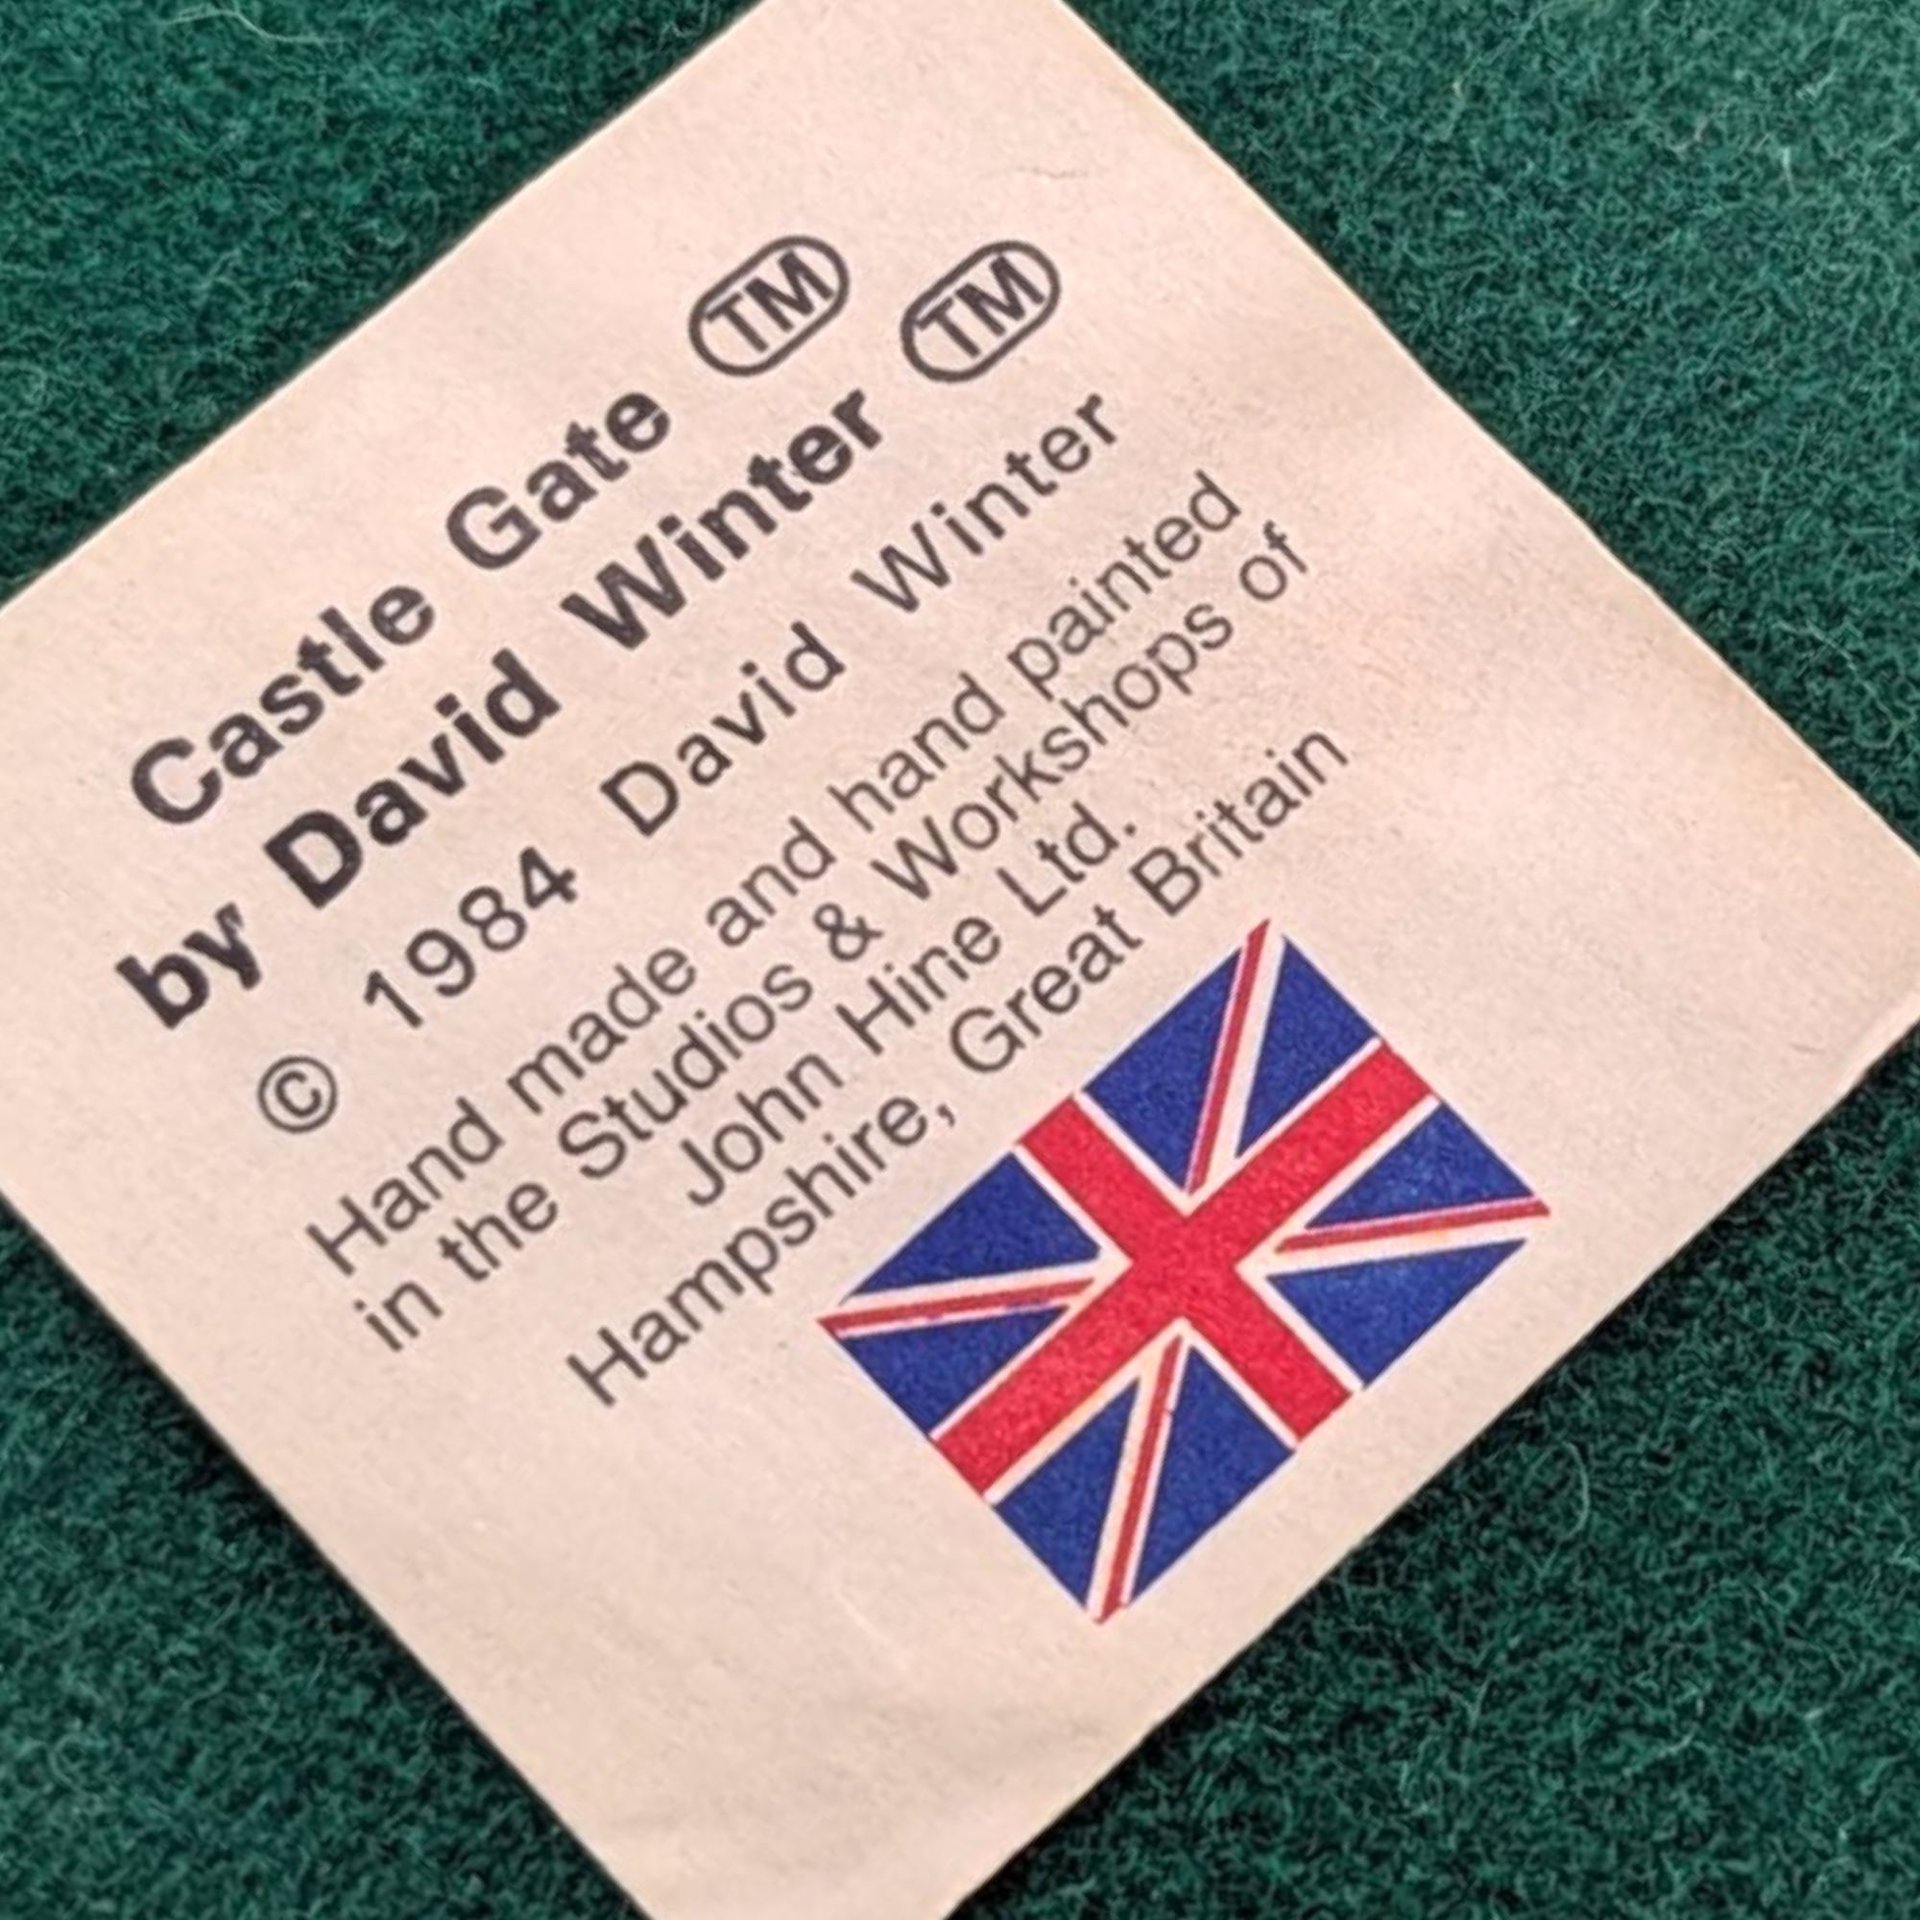 Castle Gate TM
by David Winter TM
© 1984 David Winter
Hand made and hand painted
in the Studios & Workshops of
John Hine Ltd.
Hampshire, Great Britain